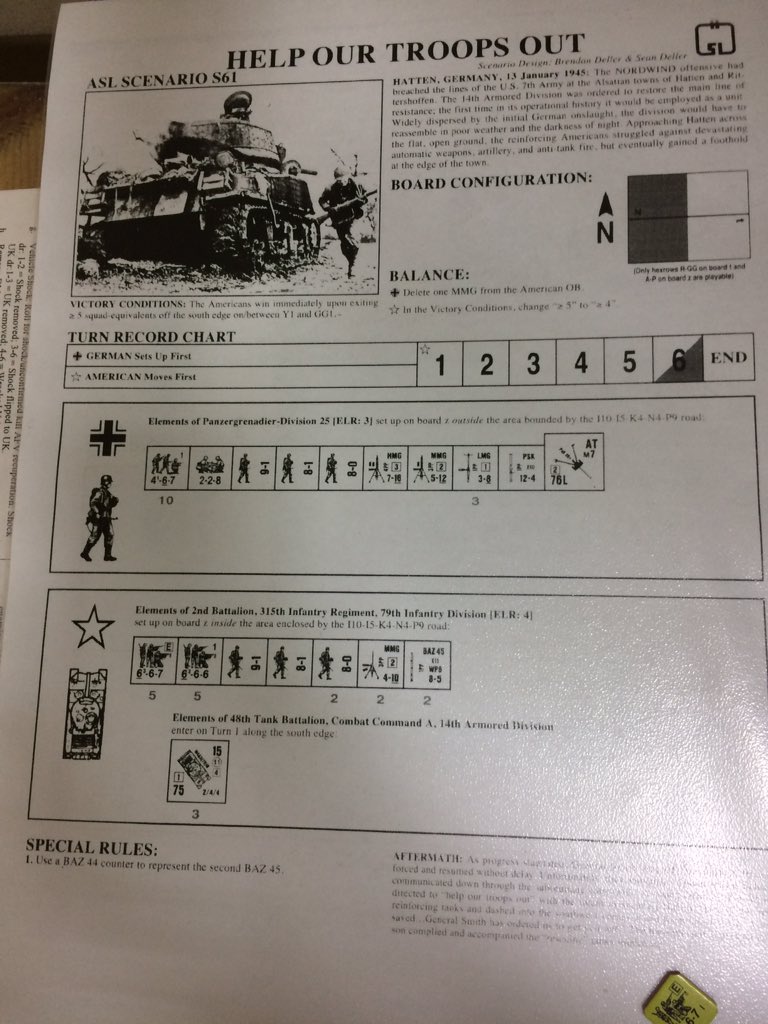 HELP OUR TROOPS OUT
Scenario Design: Brendon Deller & Sean Deller
ASL SCENARIO S61
HATTEN, GERMANY, 13 January 1945: The NORDWIND offensive had
breached the lines of the U.S. 7th Army at the Alsatian towns of Hatten and Rit-
tershoffen. The 14th Armored Division was ordered to restore the main line of
resistance; the first time in its operational history it would be employed as a unit.
Widely dispersed by the initial German onslaught, the division would have to
reassemble in poor weather and the darkness of night. Approaching Hatten across
the flat, open ground, the reinforcing Americans struggled against devastating
automatic weapons, artillery, and anti-tank fire, but eventually gained a foothold
at the edge of the town.
BOARD CONFIGURATION:
N
(Only hexrows R-GG on board 1 and
A-P on board z are playable)
BALANCE:
Delete one MMG from the American OB.
☆ In the Victory Conditions, change "≥ 5" to "≥ 4".
VICTORY CONDITIONS: The Americans win immediately upon exiting
≥ 5 squad-equivalents off the south edge on/between Y1 and GG1.
TURN RECORD CHART
GERMAN Sets Up First
☆ AMERICAN Moves First
☆ 1 2 3 4 5 6 END
Elements of Panzergrenadier-Division 25 [ELR: 3] set up on board z outside the area bounded by the I10-I5-K4-N4-P9 road:
HMG MMG LMG PSK AT
M7
4-6-7 2-2-8 9-1 8-1 8-0 7-16 5-12 3-8 12-4 76L
10 3
Elements of 2nd Battalion, 315th Infantry Regiment, 79th Infantry Division [ELR: 4]
set up on board z inside the area enclosed by the I10-I5-K4-N4-P9 road:
MMG BAZ 45
6-6-7 6-6-6 9-1 8-1 8-0 4-10 8-5
5 5 2 2 2
Elements of 48th Tank Battalion, Combat Command A, 14th Armored Division
enter on Turn 1 along the south edge:
15
75 2/4/4
3
SPECIAL RULES:
1. Use a BAZ 44 counter to represent the second BAZ 45.
AFTERMATH: As progress
forced and resumed without delay
communicated down through the
directed to "help our troops out" with the
reinforcing tanks and dashed into the
saved General Smith has ordered us to get
son complied and accompanied the